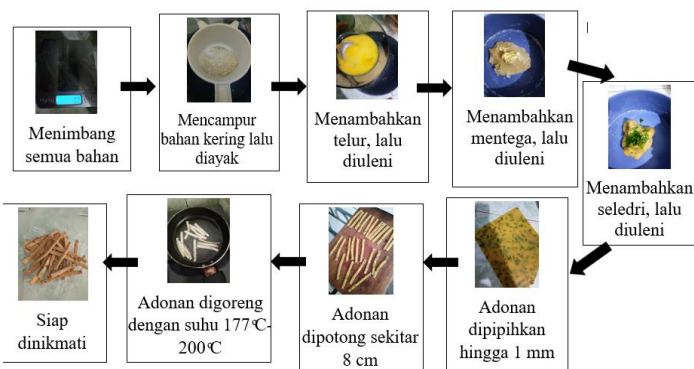 Menimbang
semua bahan
Mencampur
bahan kering lalu
diayak
Menambahkan
telur, lalu
diuleni
Menambahkan
mentega, lalu
diuleni
Menambahkan
seledri, lalu
diuleni
Adonan
dipipihkan
hingga 1 mm
Adonan
dipotong sekitar
8 cm
Adonan digoreng
dengan suhu 177°C-
200°C
Siap
dinikmati